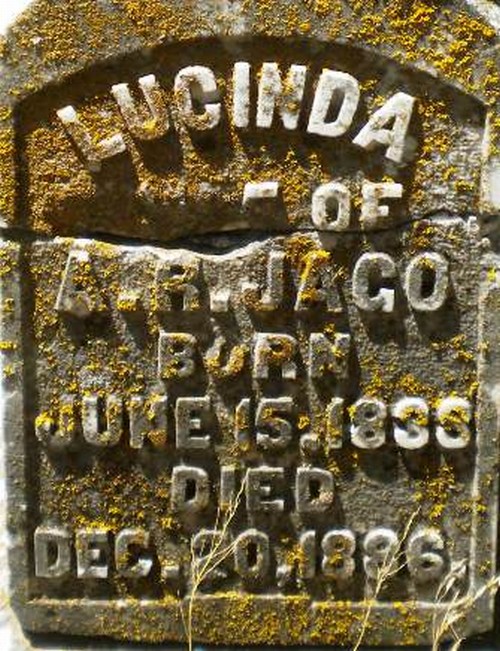 LUCINDA
OF
A. R. JACO
BORN
JUNE 15, 1833
DIED
DEC. 20, 1886.